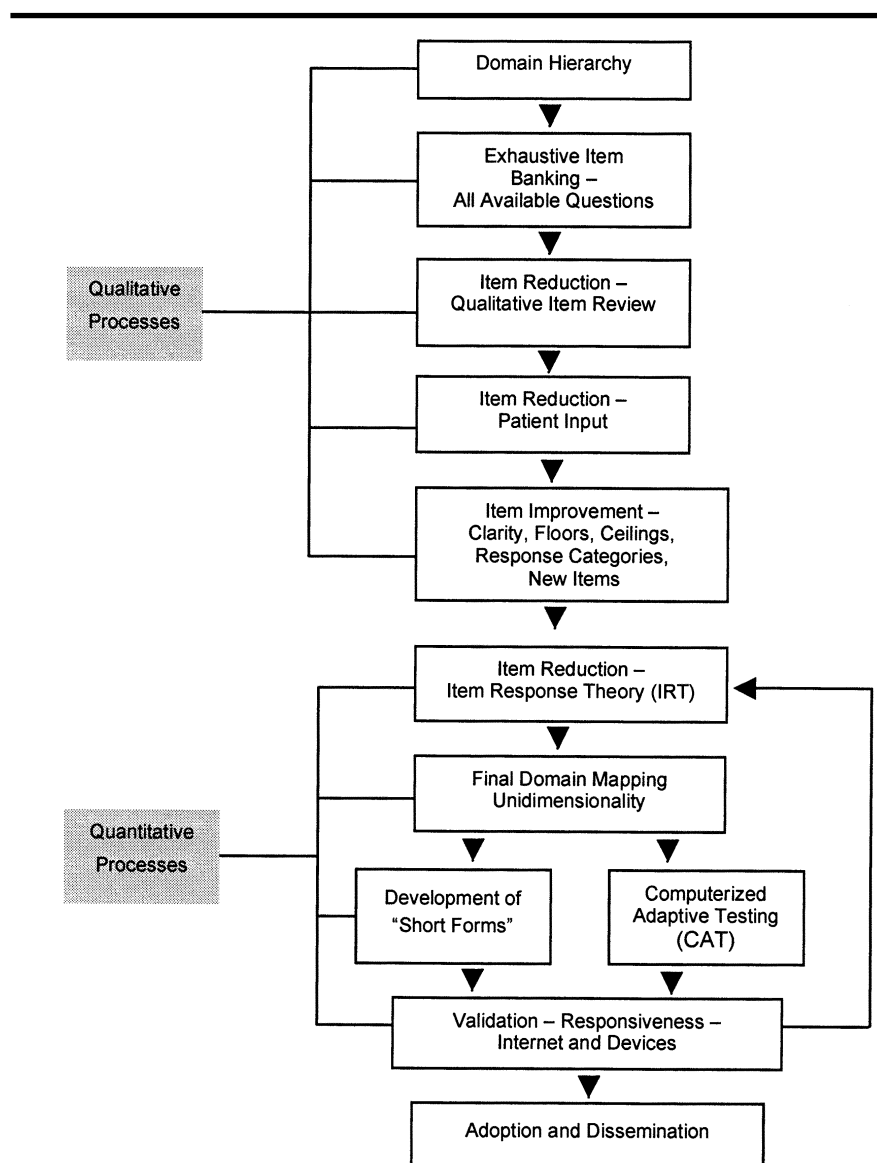 Domain Hierarchy
Exhaustive Item
Banking –
All Available Questions
Qualitative
Processes
Item Reduction –
Qualitative Item Review
Item Reduction –
Patient Input
Item Improvement –
Clarity, Floors, Ceilings,
Response Categories,
New Items
Item Reduction –
Item Response Theory (IRT)
Final Domain Mapping
Unidimensionality
Quantitative
Processes
Development of
“Short Forms”
Computerized
Adaptive Testing
(CAT)
Validation – Responsiveness –
Internet and Devices
Adoption and Dissemination